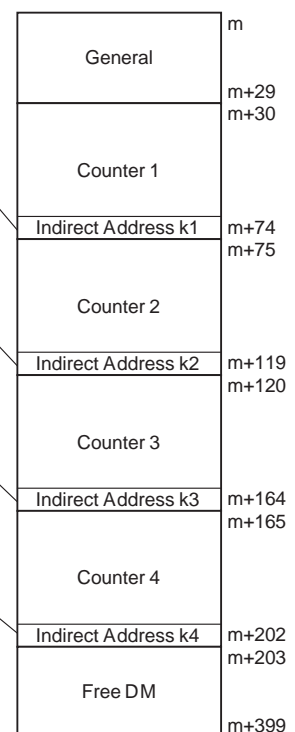 m
General
m+29
m+30
Counter 1
Indirect Address k1 m+74
m+75
Counter 2
Indirect Address k2 m+119
m+120
Counter 3
Indirect Address k3 m+164
m+165
Counter 4
Indirect Address k4 m+202
m+203
Free DM
m+399